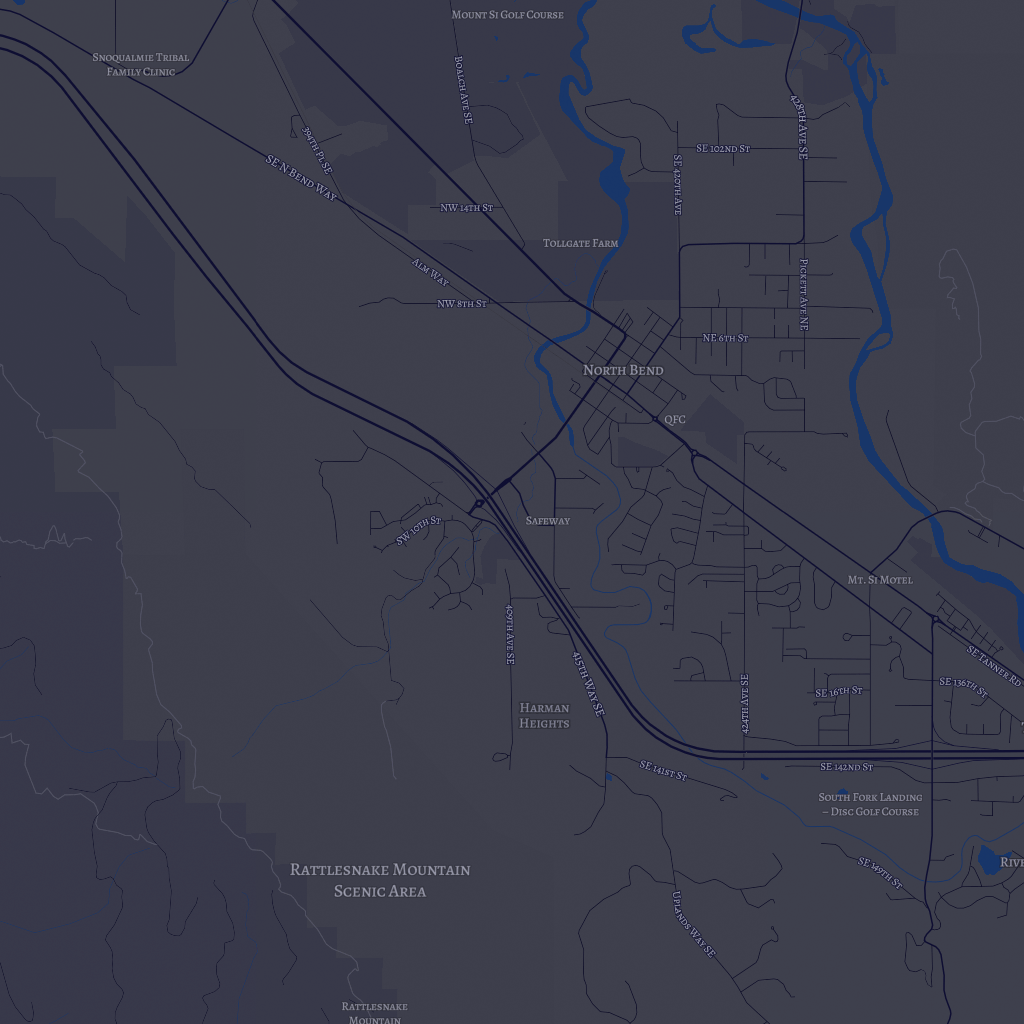 Mount Si Golf Course
Snoqualmie Tribal
Family Clinic
Boalch Ave SE
428th Ave SE
394th Pl SE
SE 102nd St
SE N Bend Way
SE 420th Ave
NW 14th St
Tollgate Farm
Alm Way
Pickett Ave NE
NW 8th St
NE 6th St
North Bend
QFC
SW 10th St
Safeway
Mt. Si Motel
409th Ave SE
415th Way SE
SE Tanner Rd
SE 136th St
SE 16th St
424th Ave SE
Harman
Heights
SE 141st St
SE 142nd St
South Fork Landing
– Disc Golf Course
Rive
SE 149th St
Rattlesnake Mountain
Scenic Area
Uplands Way SE
Rattlesnake
Mountain